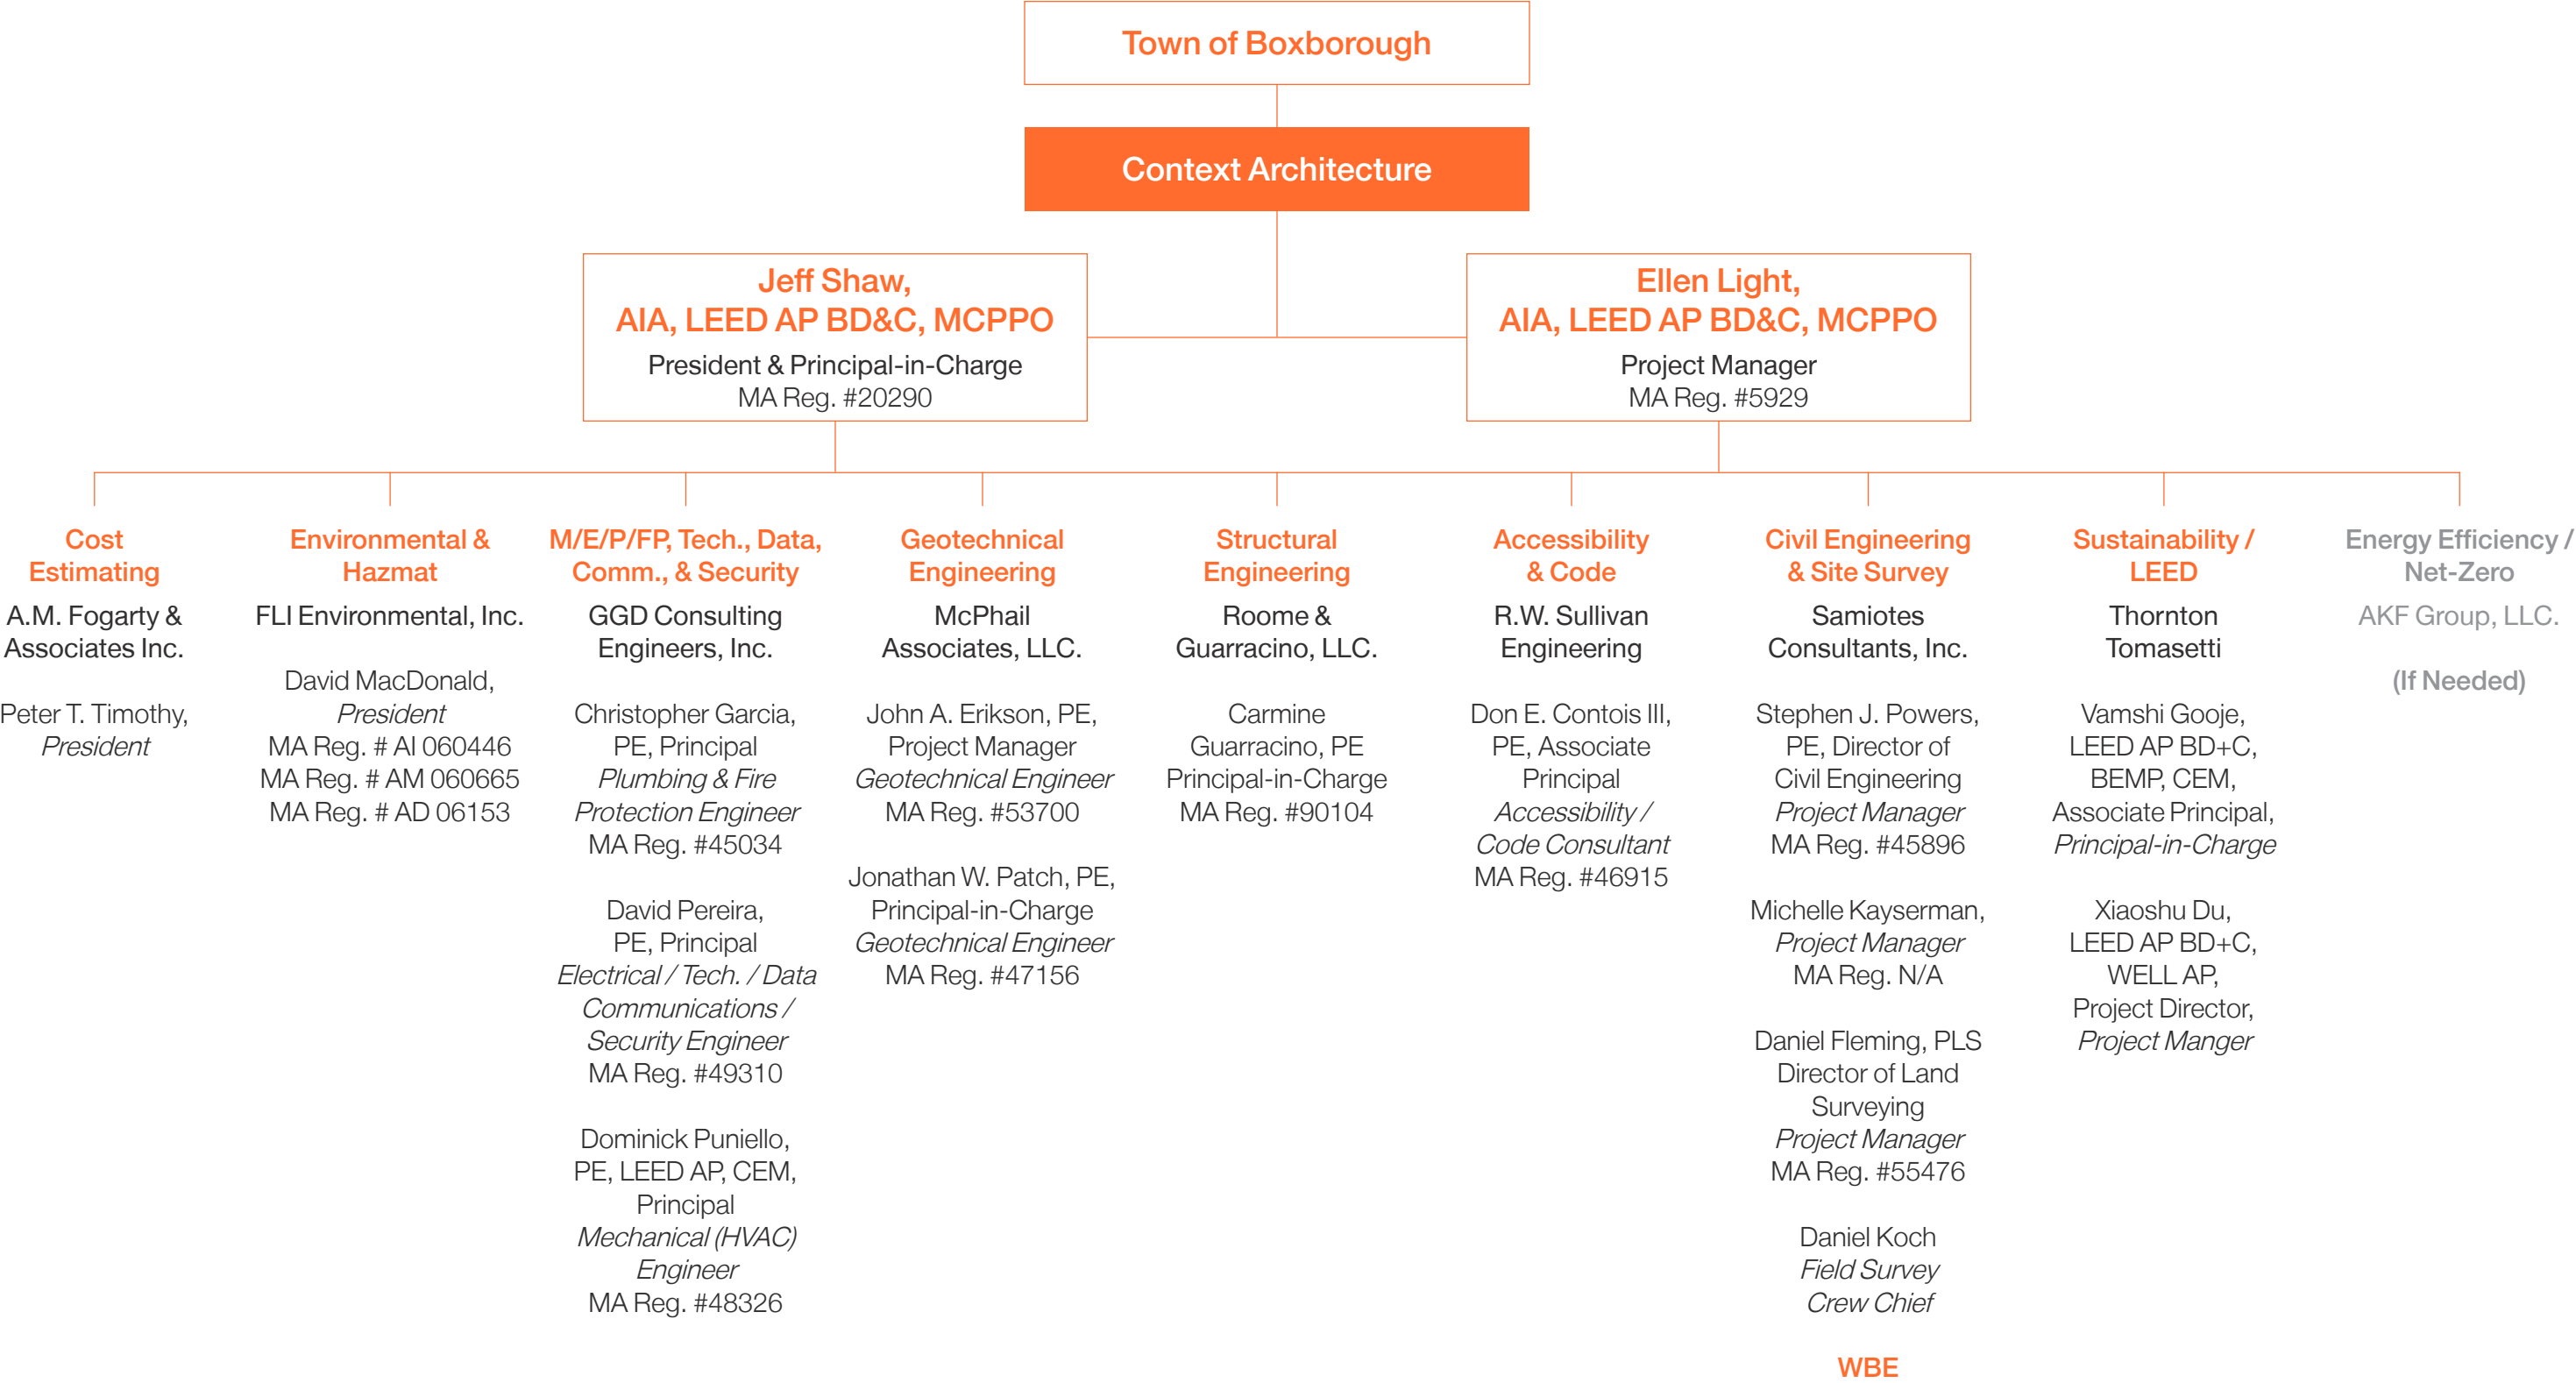 Town of Boxborough
Context Architecture
Jeff Shaw,
AIA, LEED AP BD&C, MCPPO
President & Principal-in-Charge
MA Reg. #20290
Ellen Light,
AIA, LEED AP BD&C, MCPPO
Project Manager
MA Reg. #5929
Cost
Estimating
A.M. Fogarty &
Associates Inc.
Peter T. Timothy,
President
Environmental &
Hazmat
FLI Environmental, Inc.
David MacDonald,
President
MA Reg. # AI 060446
MA Reg. # AM 060665
MA Reg. # AD 06153
M/E/P/FP, Tech., Data,
Comm., & Security
GGD Consulting
Engineers, Inc.
Christopher Garcia,
PE, Principal
Plumbing & Fire
Protection Engineer
MA Reg. #45034
David Pereira,
PE, Principal
Electrical / Tech. / Data
Communications /
Security Engineer
MA Reg. #49310
Dominick Puniello,
PE, LEED AP, CEM,
Principal
Mechanical (HVAC)
Engineer
MA Reg. #48326
Geotechnical
Engineering
McPhail
Associates, LLC.
John A. Erikson, PE,
Project Manager
Geotechnical Engineer
MA Reg. #53700
Jonathan W. Patch, PE,
Principal-in-Charge
Geotechnical Engineer
MA Reg. #47156
Structural
Engineering
Roome &
Guarracino, LLC.
Carmine
Guarracino, PE
Principal-in-Charge
MA Reg. #90104
Accessibility
& Code
R.W. Sullivan
Engineering
Don E. Contois III,
PE, Associate
Principal
Accessibility /
Code Consultant
MA Reg. #46915
Civil Engineering
& Site Survey
Samiotes
Consultants, Inc.
Stephen J. Powers,
PE, Director of
Civil Engineering
Project Manager
MA Reg. #45896
Michelle Kayserman,
Project Manager
MA Reg. N/A
Daniel Fleming, PLS
Director of Land
Surveying
Project Manager
MA Reg. #55476
Daniel Koch
Field Survey
Crew Chief
WBE
Sustainability /
LEED
Thornton
Tomasetti
Vamshi Gooje,
LEED AP BD+C,
BEMP, CEM,
Associate Principal,
Principal-in-Charge
Xiaoshu Du,
LEED AP BD+C,
WELL AP,
Project Director,
Project Manger
Energy Efficiency /
Net-Zero
AKF Group, LLC.
(If Needed)